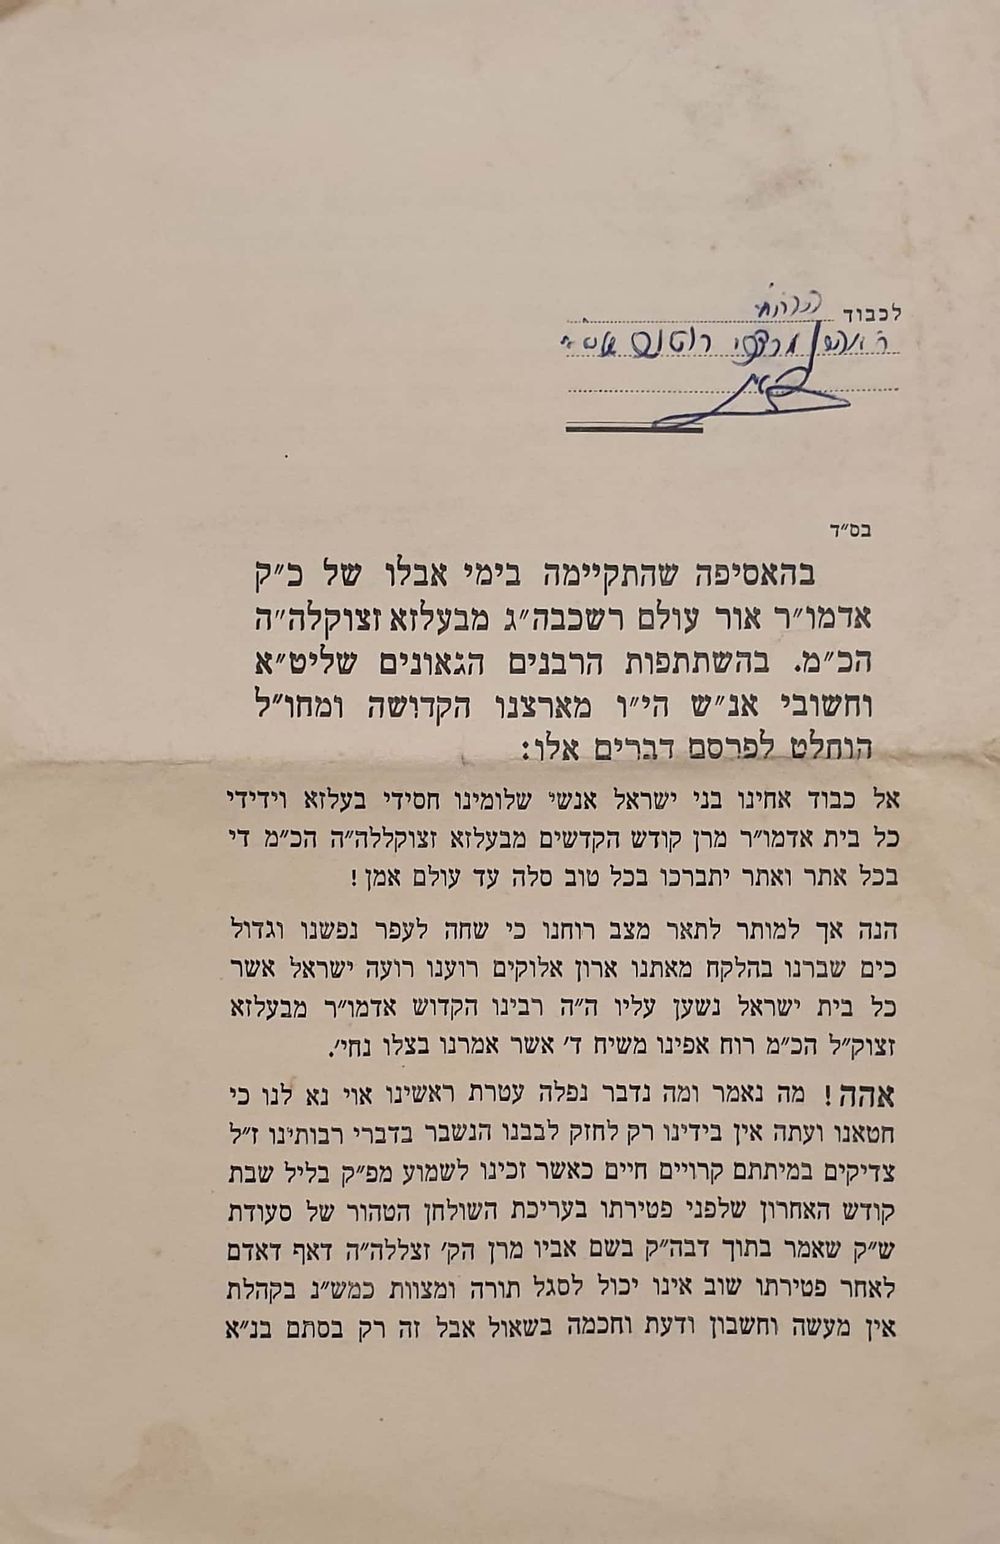 לכבוד
ר' מרדכי
בס״ד
בהאסיפה שהתקיימה בימי אבלו של כ״ק
אדמו״ר אור עולם רשכבה״ג מבעלזא זצוקלה״ה
הכ״מ. בהשתתפות הרבנים הגאונים שליט״א
וחשובי אנ״ש הי״ו מארצנו הקדושה ומחו״ל
הוחלט לפרסם דברים אלו:
אל כבוד אחינו בני ישראל אנשי שלומינו חסידי בעלזא וידידי
כל בית אדמו״ר מרן קודש הקדשים מבעלזא זצוקללה״ה הכ״מ די
בכל אתר ואתר יתברכו בכל טוב סלה עד עולם אמן!
הנה אך למותר לתאר מצב רוחנו כי שחה לעפר נפשנו וגדול
כים שברנו בהלקח מאתנו ארון אלוקים רוענו רועה ישראל אשר
כל בית ישראל נשען עליו ה״ה רבינו הקדוש אדמו״ר מבעלזא
זצוק״ל הכ״מ רוח אפינו משיח ד׳ אשר אמרנו בצלו נחי׳.
אהה! מה נאמר ומה נדבר נפלה עטרת ראשינו אוי נא לנו כי
חטאנו ועתה אין בידינו רק לחזק לבבנו הנשבר בדברי רבותינו ז״ל
צדיקים במיתתם קרויים חיים כאשר זכינו לשמוע מפ״ק בליל שבת
קודש האחרון שלפני פטירתו בעריכת השולחן הטהור של סעודת
ש״ק שאמר בתוך דבה״ק בשם אביו מרן הק׳ זצללה״ה דאף דאדם
לאחר פטירתו שוב אינו יכול לסגל תורה ומצוות כמש״נ בקהלת
אין מעשה וחשבון ודעת וחכמה בשאול אבל זה רק בסתם בנ״א